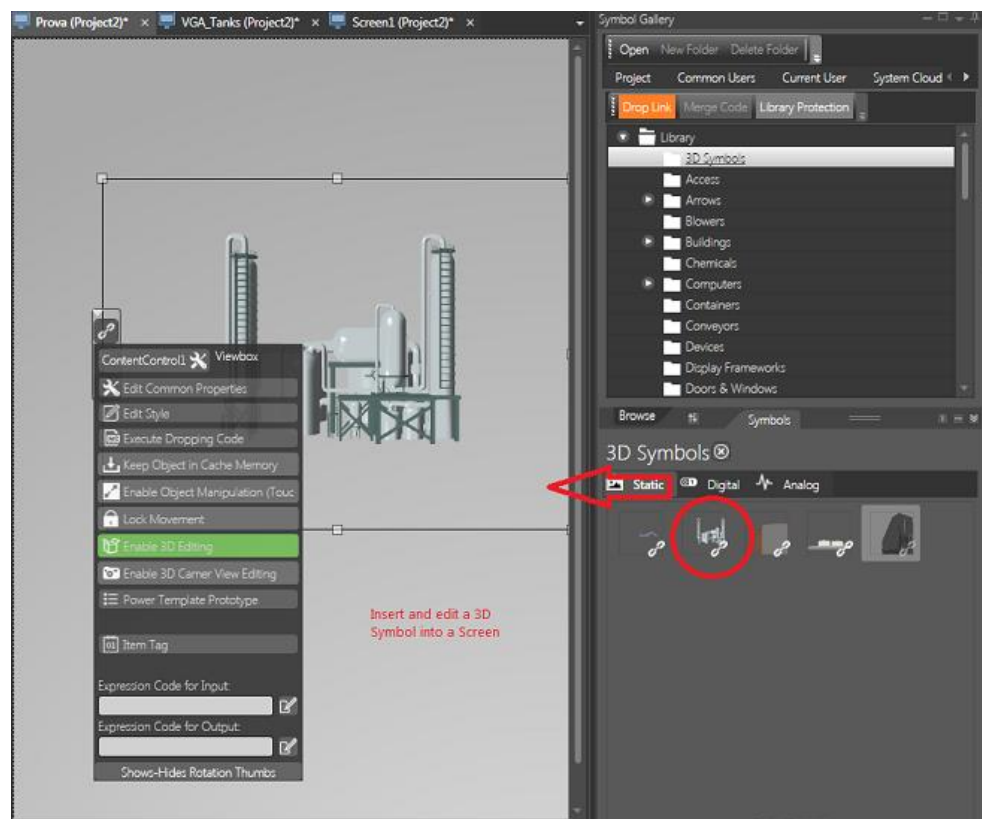 Prova (Project2)*
VGA_Tanks (Project2)*
Screen1 (Project2)*
ContentControl1 Viewbox
Edit Common Properties
Edit Style
Execute Dropping Code
Keep Object in Cache Memory
Enable Object Manipulation (Touc
Lock Movement
Enable 3D Editing
Enable 3D Camer View Editing
Power Template Prototype
Item Tag
Expression Code for Input:
Expression Code for Output:
Shows-Hides Rotation Thumbs
Insert and edit a 3D
Symbol into a Screen
Symbol Gallery
Open New Folder Delete Folder
Project Common Users Current User System Cloud
Drop Link Merge Code Library Protection
Library
3D Symbols
Access
Arrows
Blowers
Buildings
Chemicals
Computers
Containers
Conveyors
Devices
Display Frameworks
Doors & Windows
Browse Symbols
3D Symbols
Static Digital Analog